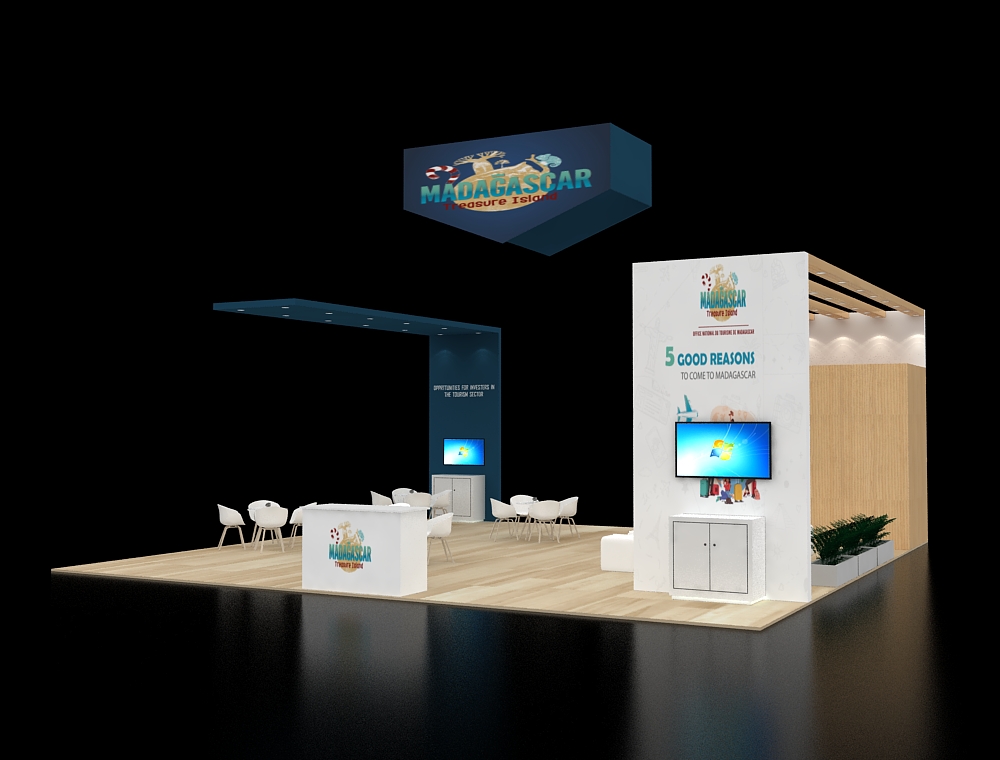 MADAGASCAR
Treasure Island
MADAGASCAR
Treasure Island
OFFICE NATIONAL DU TOURISME DE MADAGASCAR
5 GOOD REASONS
TO COME TO MADAGASCAR
OPPORTUNITIES FOR INVESTORS IN
THE TOURISM SECTOR
MADAGASCAR
Treasure Island